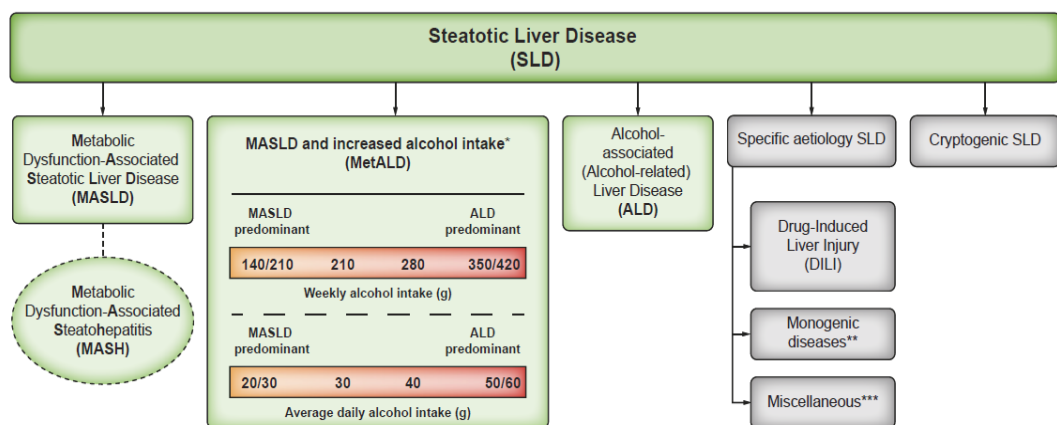 Steatotic Liver Disease
(SLD)
Metabolic
Dysfunction-Associated
Steatotic Liver Disease
(MASLD)
Metabolic
Dysfunction-Associated
Steatohepatitis
(MASH)
MASLD and increased alcohol intake*
(MetALD)
MASLD
predominant
ALD
predominant
140/210 210 280 350/420
Weekly alcohol intake (g)
MASLD
predominant
ALD
predominant
20/30 30 40 50/60
Average daily alcohol intake (g)
Alcohol-
associated
(Alcohol-related)
Liver Disease
(ALD)
Specific aetiology SLD
Drug-Induced
Liver Injury
(DILI)
Monogenic
diseases**
Miscellaneous***
Cryptogenic SLD